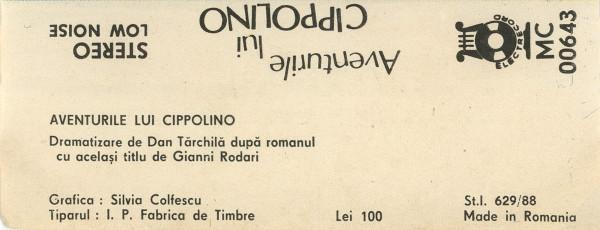 STEREO
LOW NOISE
Aventurile
lui
CIPPOLINO
ELECTRECORD
MC
00643
AVENTURILE LUI CIPPOLINO
Dramatizare de Dan Tărchilă după romanul
cu același titlu de Gianni Rodari
Grafica : Silvia Colfescu
Tiparul : I. P. Fabrica de Timbre
Lei 100
St.I. 629/88
Made in Romania